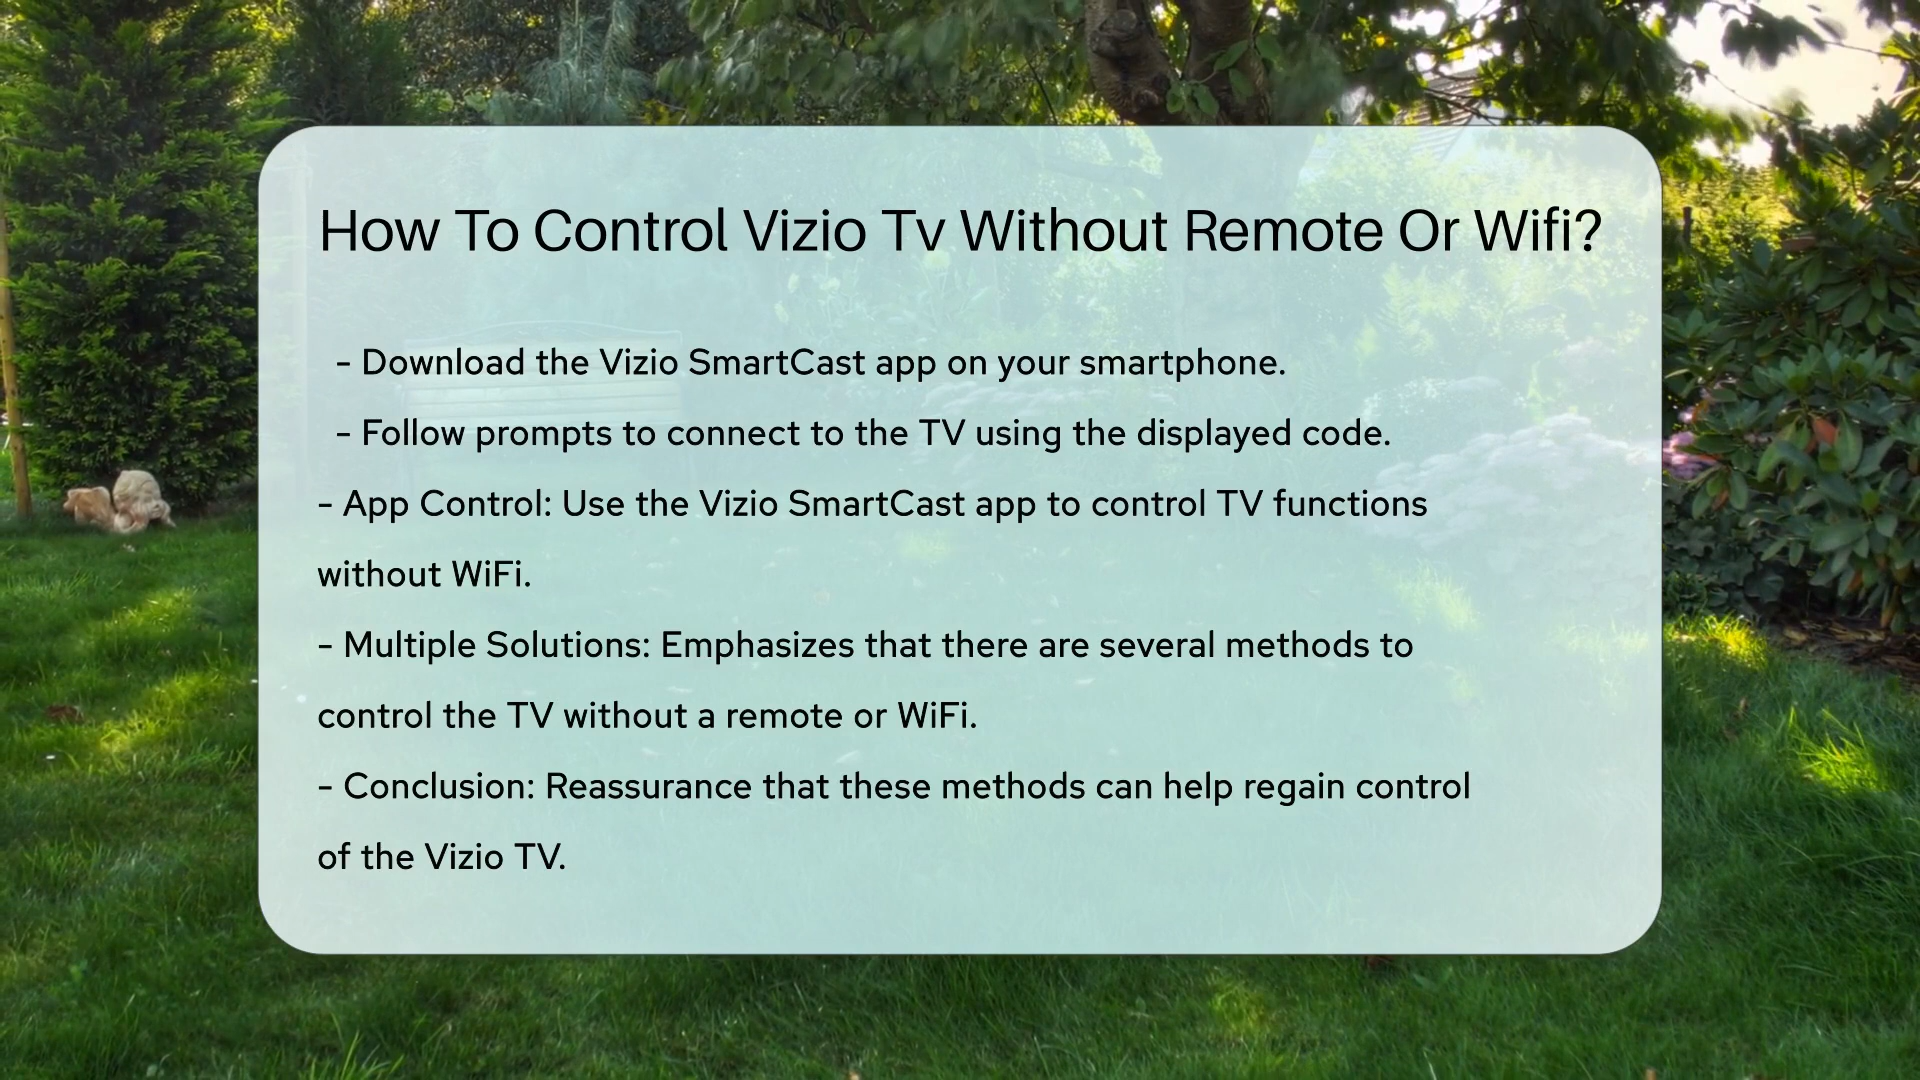 How To Control Vizio Tv Without Remote Or Wifi?
- Download the Vizio SmartCast app on your smartphone.
- Follow prompts to connect to the TV using the displayed code.
- App Control: Use the Vizio SmartCast app to control TV functions
without WiFi.
- Multiple Solutions: Emphasizes that there are several methods to
control the TV without a remote or WiFi.
- Conclusion: Reassurance that these methods can help regain control
of the Vizio TV.